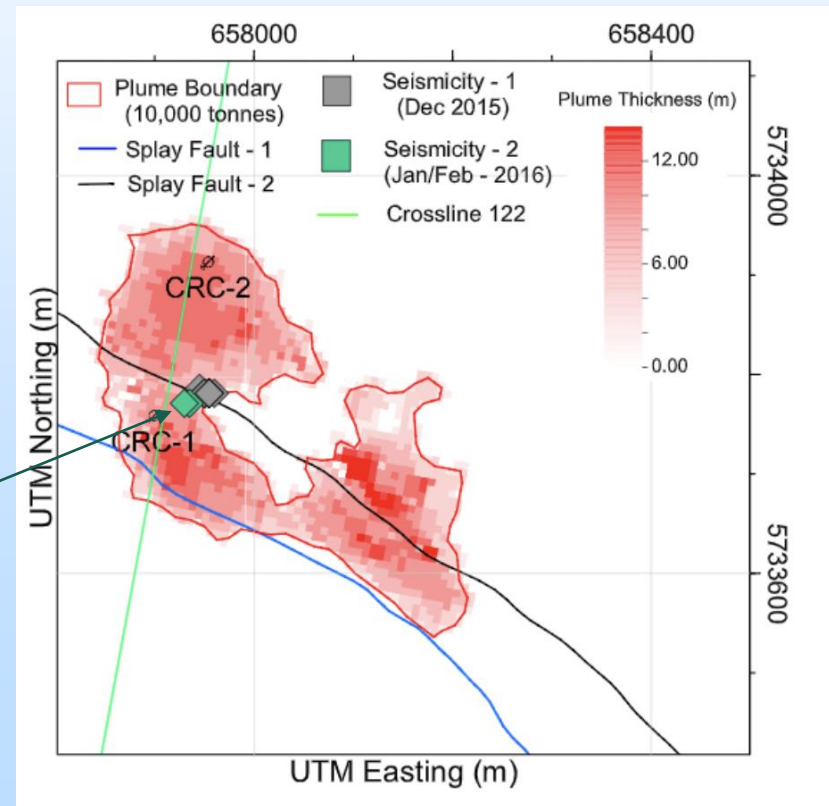 658000
658400
Plume Boundary
(10,000 tonnes)
Splay Fault - 1
Splay Fault - 2
Seismicity - 1
(Dec 2015)
Seismicity - 2
(Jan/Feb - 2016)
Crossline 122
Plume Thickness (m)
12.00
6.00
0.00
5734000
5733600
CRC-2
CRC-1
UTM Northing (m)
UTM Easting (m)